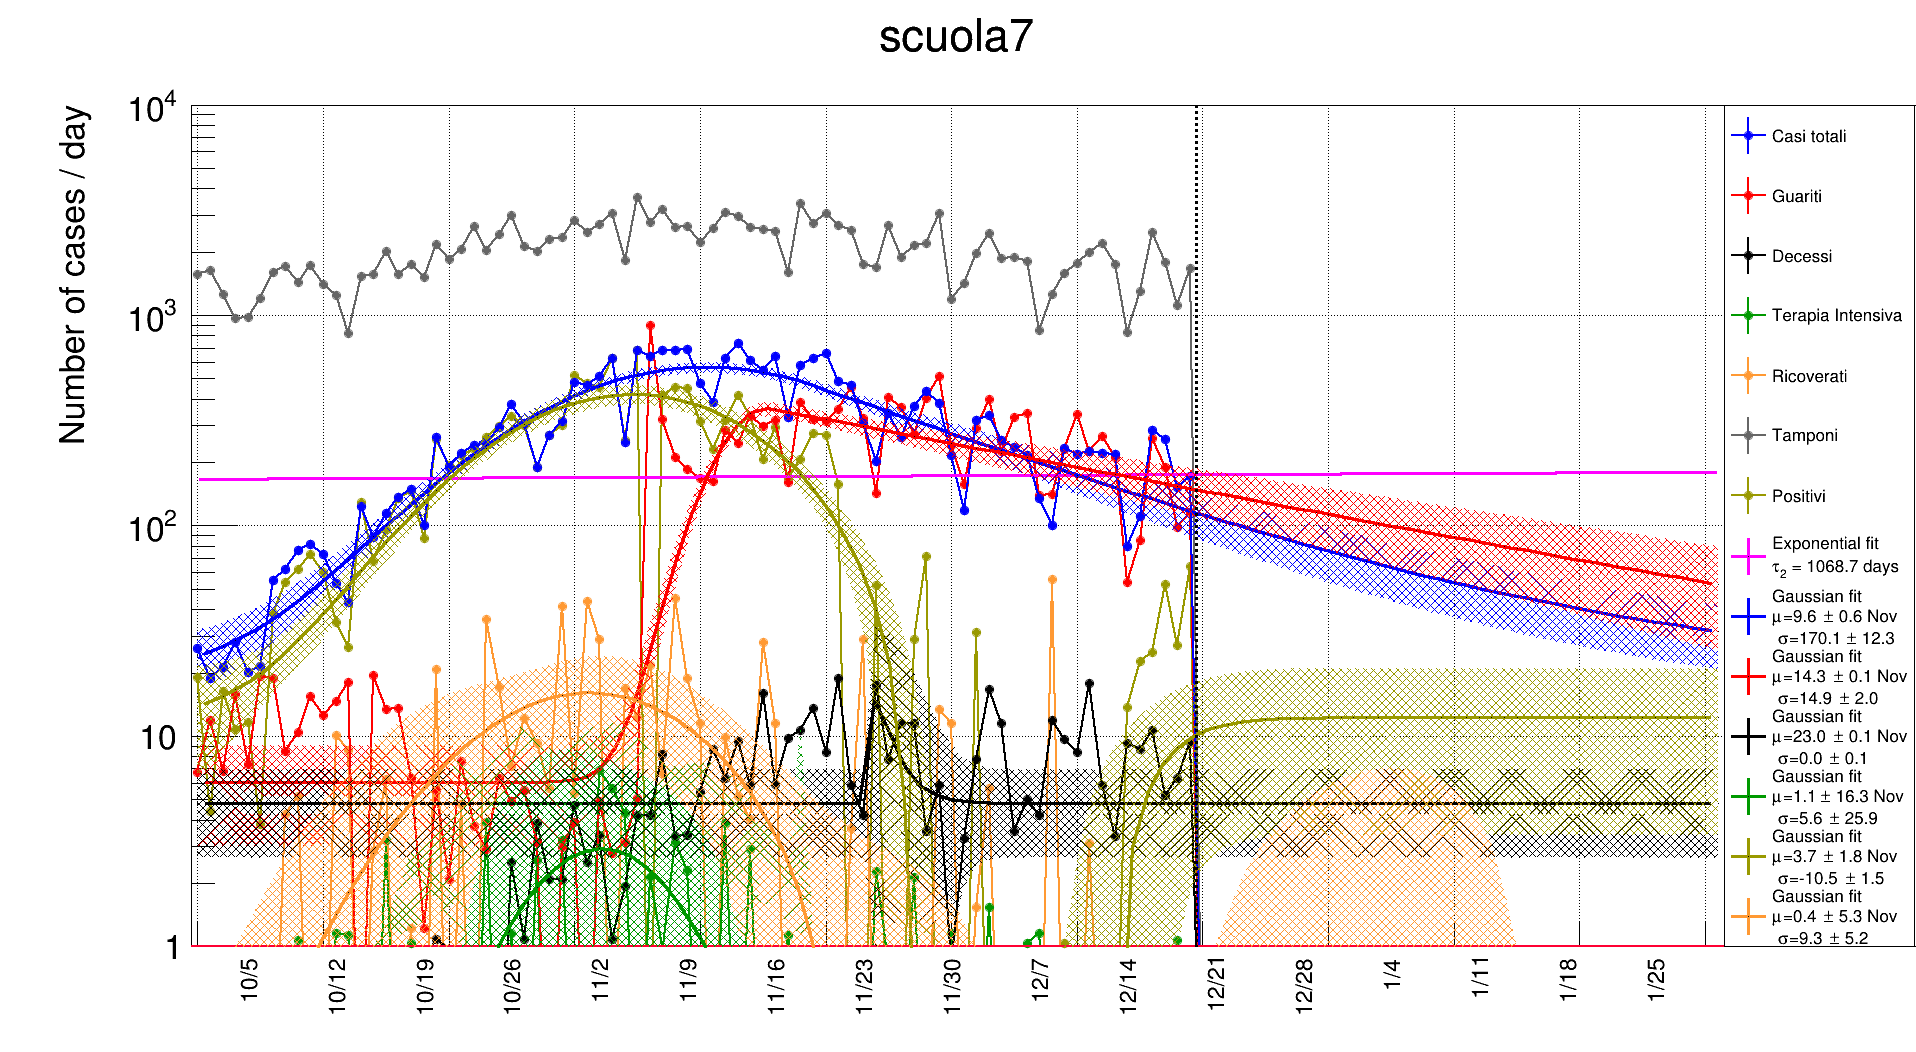 scuola7
Number of cases / day
10^4
10^3
10^2
10
1
10/5
10/12
10/19
10/26
11/2
11/9
11/16
11/23
11/30
12/7
12/14
12/21
12/28
1/4
1/11
1/18
1/25
Casi totali
Guariti
Decessi
Terapia Intensiva
Ricoverati
Tamponi
Positivi
Exponential fit
τ_2 = 1068.7 days
Gaussian fit
μ=9.6 ± 0.6 Nov
σ=170.1 ± 12.3
Gaussian fit
μ=14.3 ± 0.1 Nov
σ=14.9 ± 2.0
Gaussian fit
μ=23.0 ± 0.1 Nov
σ=0.0 ± 0.1
Gaussian fit
μ=1.1 ± 16.3 Nov
σ=5.6 ± 25.9
Gaussian fit
μ=3.7 ± 1.8 Nov
σ=-10.5 ± 1.5
Gaussian fit
μ=0.4 ± 5.3 Nov
σ=9.3 ± 5.2